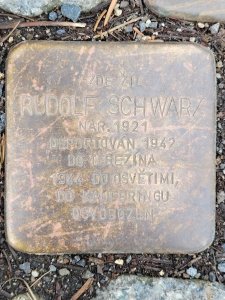 ZDE ŽIL
RUDOLF SCHWARZ
NAR. 1921
DEPORTOVÁN 1942
DO TEREZÍNA
1944 DO OSVĚTIMI,
DO KAUFERINGU
OSVOBOZEN